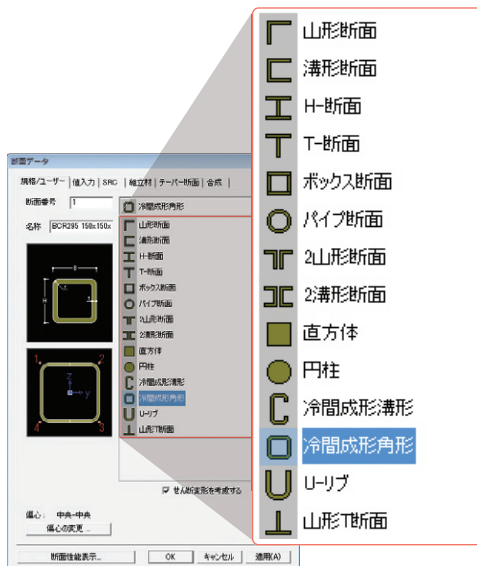 断面データ
規格/ユーザー | 値入力 | SRC | 組立材 | テーパー断面 | 合成 |
断面番号 1
冷間成形角形
名称 BCR295 150x150x
山形断面
溝形断面
H-断面
T-断面
ボックス断面
パイプ断面
2山形断面
2溝形断面
直方体
円柱
冷間成形溝形
冷間成形角形
U-リブ
山形T断面
B
H
t
r
1 2
z
y
4 3
せん断変形を考慮する
偏心 : 中央-中央
偏心の変更 ...
断面性能表示... OK キャンセル 適用(A)
山形断面
溝形断面
H-断面
T-断面
ボックス断面
パイプ断面
2山形断面
2溝形断面
直方体
円柱
冷間成形溝形
冷間成形角形
U-リブ
山形T断面